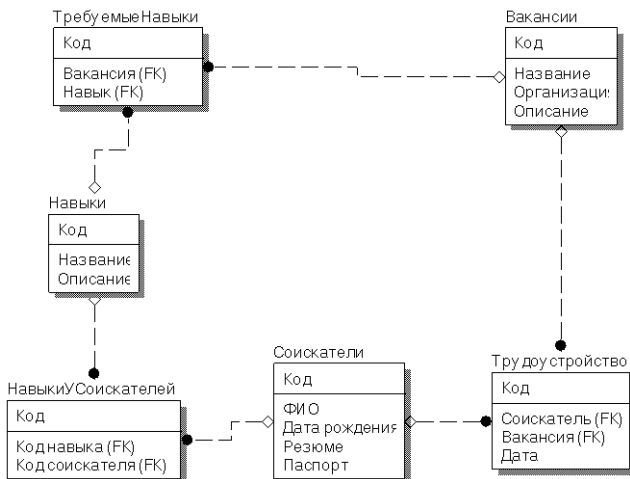 ТребуемыеНавыки
Код
Вакансия (FK)
Навык (FK)
Вакансии
Код
Название
Организаци
Описание
Навыки
Код
Название
Описание
НавыкиУСоискателей
Код
Код навыка (FK)
Код соискателя (FK)
Соискатели
Код
ФИО
Дата рождения
Резюме
Паспорт
Трудоустройство
Код
Соискатель (FK)
Вакансия (FK)
Дата